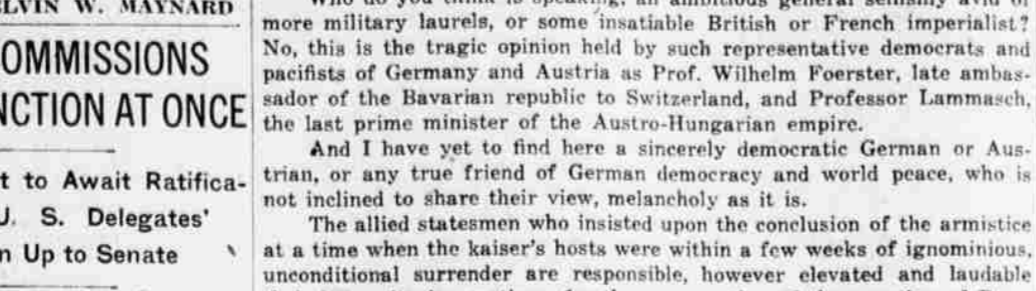 ELVIN W. MAYNARD
OMMISSIONS
NCTION AT ONCE
t to Await Ratifica-
J. S. Delegates'
n Up to Senate
more military laurels, or some insatiable British or French imperialist?
No, this is the tragic opinion held by such representative democrats and
pacifists of Germany and Austria as Prof. Wilhelm Foerster, late ambas-
sador of the Bavarian republic to Switzerland, and Professor Lammasch,
the last prime minister of the Austro-Hungarian empire.
And I have yet to find here a sincerely democratic German or Aus-
trian, or any true friend of German democracy and world peace, who is
not inclined to share their view, melancholy as it is.
The allied statesmen who insisted upon the conclusion of the armistice
at a time when the kaiser's hosts were within a few weeks of ignominious,
unconditional surrender are responsible, however elevated and laudable